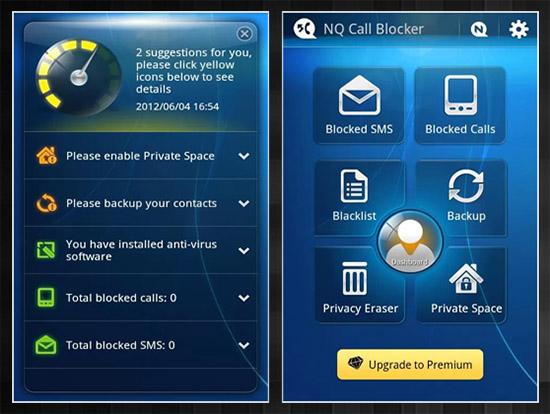 2 suggestions for you,
please click yellow
icons below to see
details
2012/06/04 16:54
Please enable Private Space
Please backup your contacts
You have installed anti-virus
software
Total blocked calls: 0
Total blocked SMS: 0
NQ Call Blocker
N
Blocked SMS
Blocked Calls
Blacklist
Backup
Dashboard
Privacy Eraser
Private Space
Upgrade to Premium